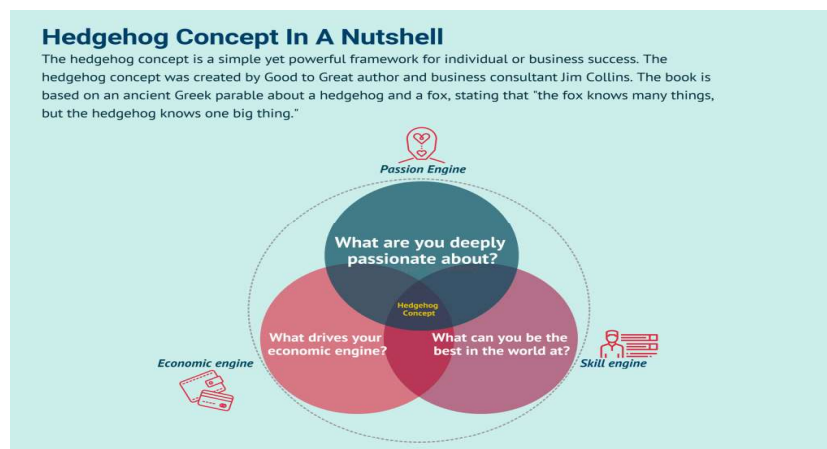 Hedgehog Concept In A Nutshell
The hedgehog concept is a simple yet powerful framework for individual or business success. The
hedgehog concept was created by Good to Great author and business consultant Jim Collins. The book is
based on an ancient Greek parable about a hedgehog and a fox, stating that "the fox knows many things,
but the hedgehog knows one big thing."
Passion Engine
What are you deeply
passionate about?
Hedgehog
Concept
What drives your
economic engine?
What can you be the
best in the world at?
Economic engine
Skill engine